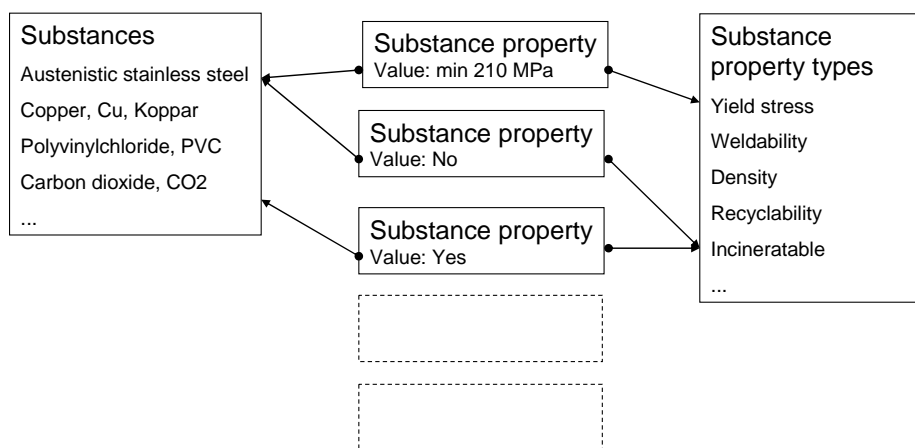 Substances
Austenistic stainless steel
Copper, Cu, Koppar
Polyvinylchloride, PVC
Carbon dioxide, CO2
...
Substance property
Value: min 210 MPa
Substance property
Value: No
Substance property
Value: Yes
Substance
property types
Yield stress
Weldability
Density
Recyclability
Incineratable
...